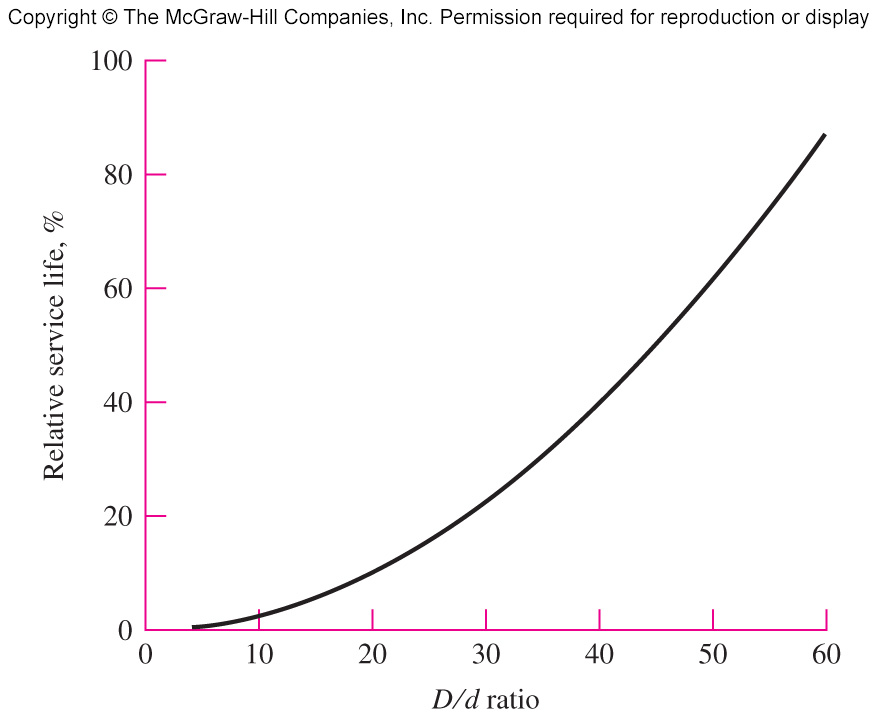 Copyright © The McGraw-Hill Companies, Inc. Permission required for reproduction or display
100
80
60
40
20
0
Relative service life, %
0 10 20 30 40 50 60
D/d ratio